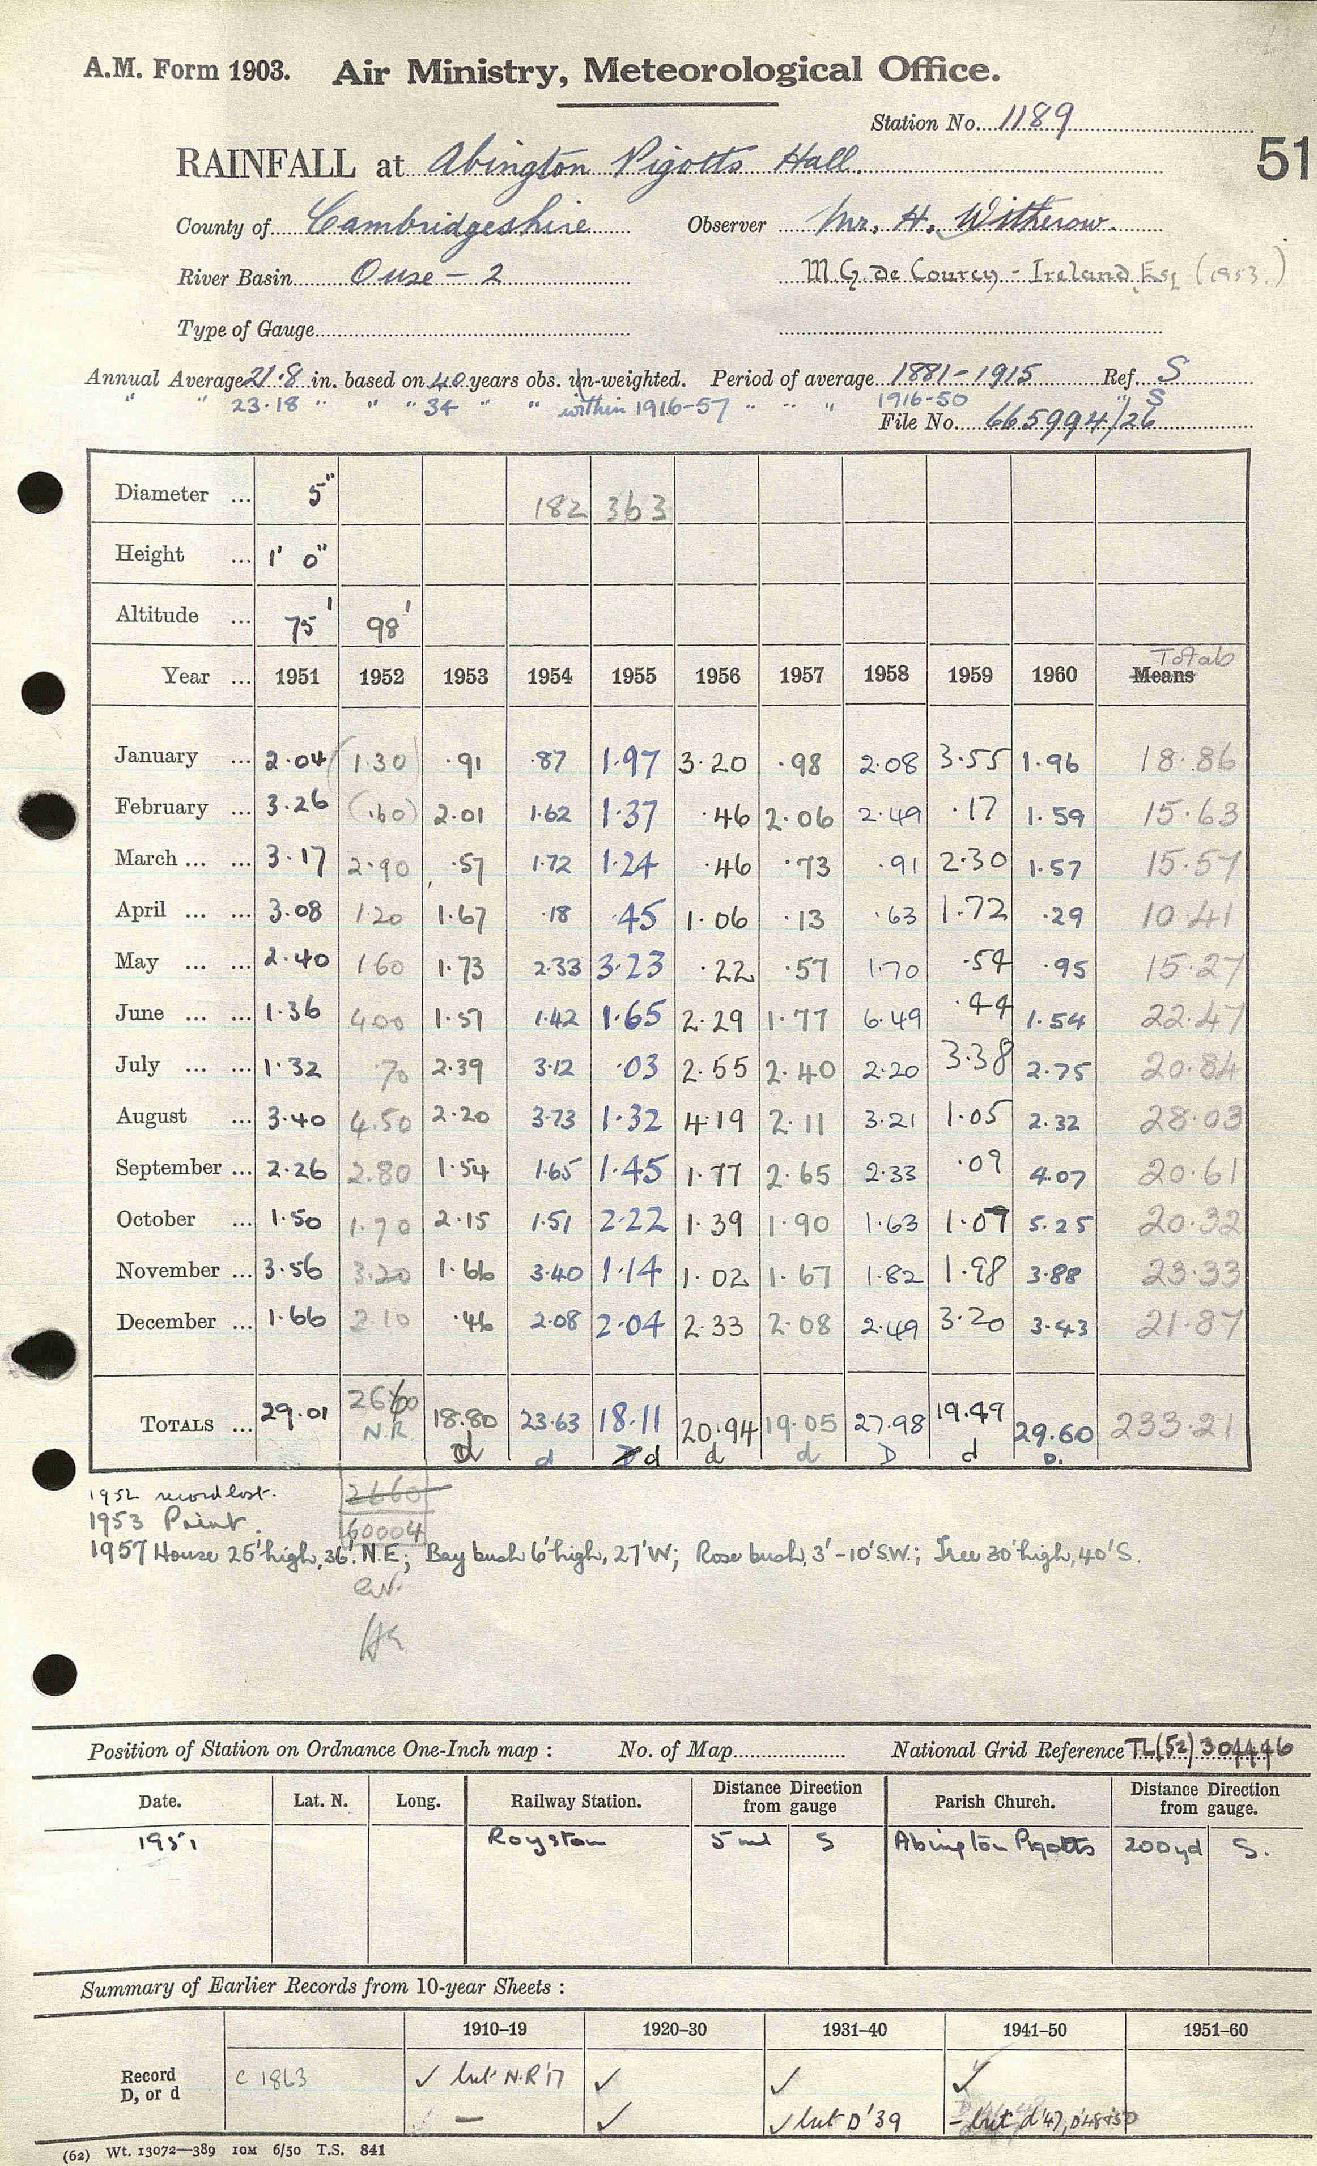 A.M. Form 1903. Air Ministry, Meteorological Office.
Station No. 1189
51
RAINFALL at Abington Pigotts Hall.
County of Cambridgeshire Observer Mr. H. Witherow.
River Basin Ouse - 2 M G de Courcy - Ireland, Esq (1953.)
Type of Gauge
Annual Average 21.8 in. based on 40 years obs. un-weighted. Period of average 1881-1915 Ref. S
" " 23.18 " " " 34 " " within 1916-57 " " " 1916-50 " S
File No. 665994/26
Diameter ... 5" 182 363
Height ... 1' 0"
Altitude ... 75' 98'
Totals
Year ... 1951 1952 1953 1954 1955 1956 1957 1958 1959 1960 Means
January ... 2.04 (1.30) .91 .87 1.97 3.20 .98 2.08 3.55 1.96 18.86
February ... 3.26 (.60) 2.01 1.62 1.37 .46 2.06 2.49 .17 1.59 15.63
March ... ... 3.17 2.90 .57 1.72 1.24 .46 .73 .91 2.30 1.57 15.57
April ... ... 3.08 1 20 1.67 .18 .45 1.06 .13 .63 1.72 .29 10.41
May ... ... 2.40 1 60 1.73 2.33 3.23 .22 .57 1.70 .54 .95 15.27
June ... ... 1.36 4 00 1.51 1.42 1.65 2.29 1.77 6.49 .44 1.54 22.47
July ... ... 1.32 .70 2.39 3.12 .03 2.55 2.40 2.20 3.38 2.75 20.84
August ... 3.40 4.50 2.20 3.73 1.32 4.19 2.11 3.21 1.05 2.32 28.03
September ... 2.26 2.80 1.54 1.65 1.45 1.77 2.65 2.33 .09 4.07 20.61
October ... 1.50 1.70 2.15 1.51 2.22 1.39 1.90 1.63 1.07 5.25 20.32
November ... 3.56 3.20 1.66 3.40 1.14 1.02 1.67 1.82 1.98 3.88 23.33
December ... 1.66 2 10 .46 2.08 2.04 2.33 2.08 2.49 3.20 3.43 21.87
TOTALS ... 29.01 2660 18.80 23.63 18.11 20.94 19.05 27.98 19.49 29.60 233.21
N.R. d d d d d D d D.
1952 record lost. 2660
1953 Paint. 60004
1957 House 25' high, 36' N.E; Bay bush 6' high, 27' W; Rose bush, 3' - 10' S.W.; Tree 30' high, 40' S.
Position of Station on Ordnance One-Inch map : No. of Map National Grid Reference TL(52) 304446
Date. Lat. N. Long. Railway Station. Distance Direction from gauge Parish Church. Distance Direction from gauge.
1951 Royston 5 ml S Abington Pigotts 200yd S.
Summary of Earlier Records from 10-year Sheets :
1910–19 1920–30 1931–40 1941–50 1951–60
Record c 1863 ✓ but N.R '17 ✓ ✓ ✓
D, or d — ✓ ✓ but D '39 - but d '47,
(62) Wt. 13072—389 10M 6/50 T.S. 841